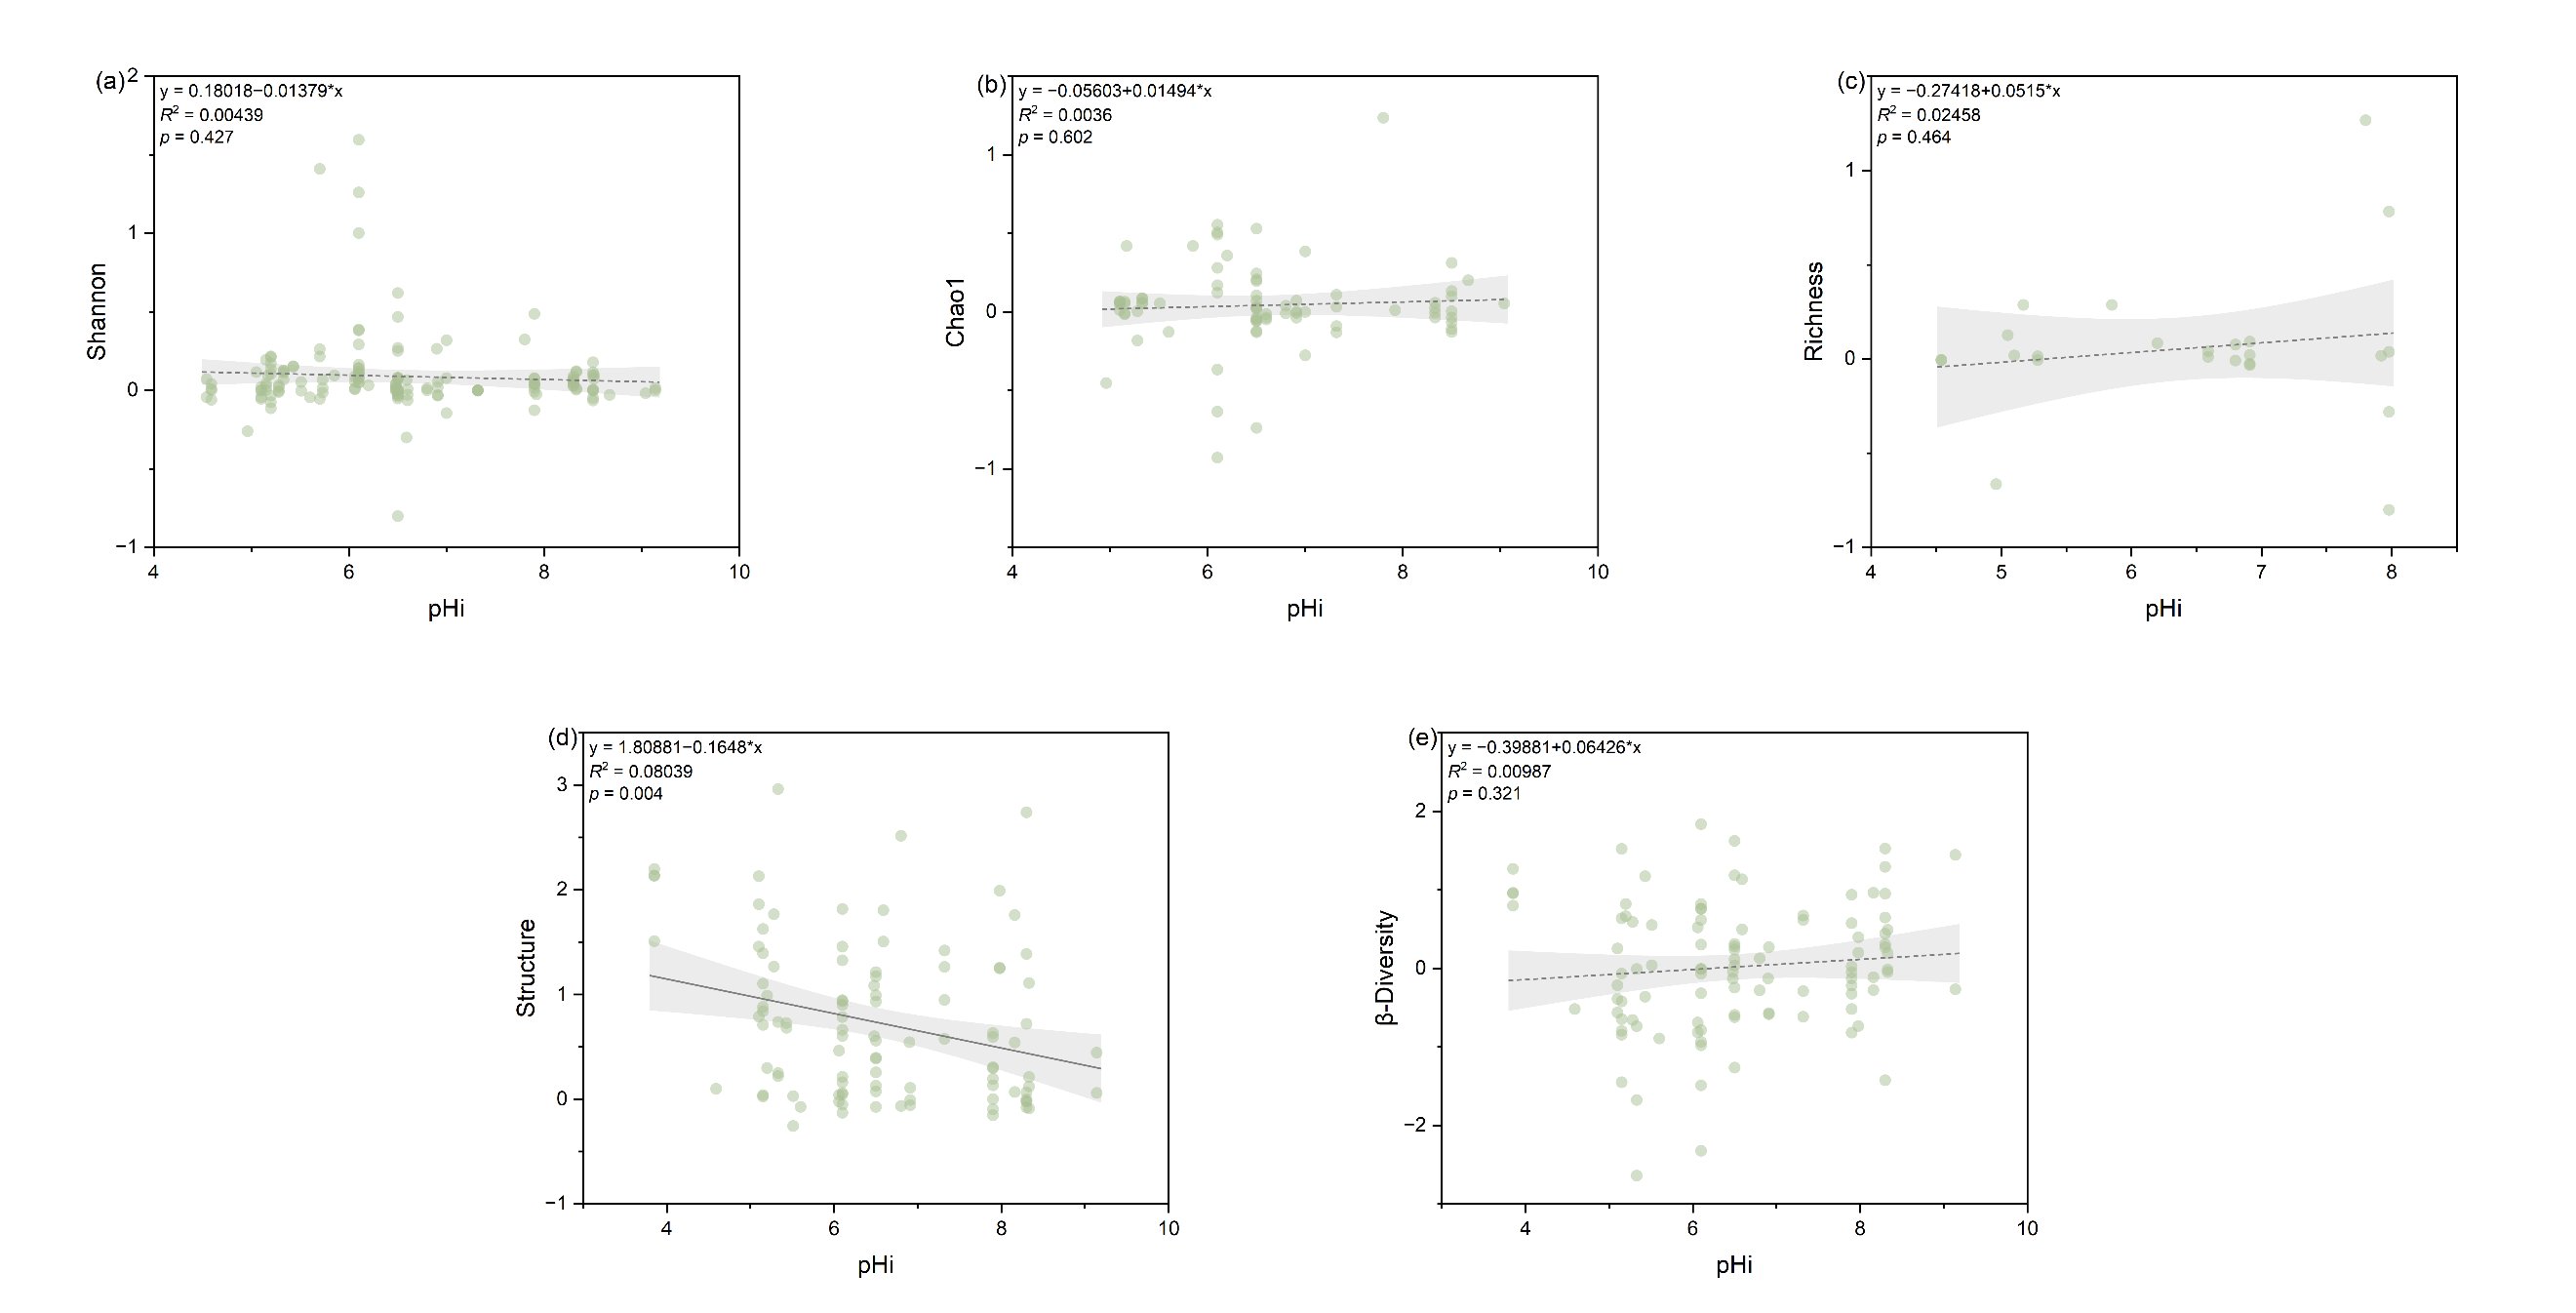 (a)
y = 0.18018−0.01379*x
R² = 0.00439
p = 0.427
2
1
0
−1
Shannon
4 6 8 10
pHi
(b)
y = −0.05603+0.01494*x
R² = 0.0036
p = 0.602
1
0
−1
Chao1
4 6 8 10
pHi
(c)
y = −0.27418+0.0515*x
R² = 0.02458
p = 0.464
1
0
−1
Richness
4 5 6 7 8
pHi
(d)
y = 1.80881−0.1648*x
R² = 0.08039
p = 0.004
3
2
1
0
−1
Structure
4 6 8 10
pHi
(e)
y = −0.39881+0.06426*x
R² = 0.00987
p = 0.321
2
0
−2
β-Diversity
4 6 8 10
pHi